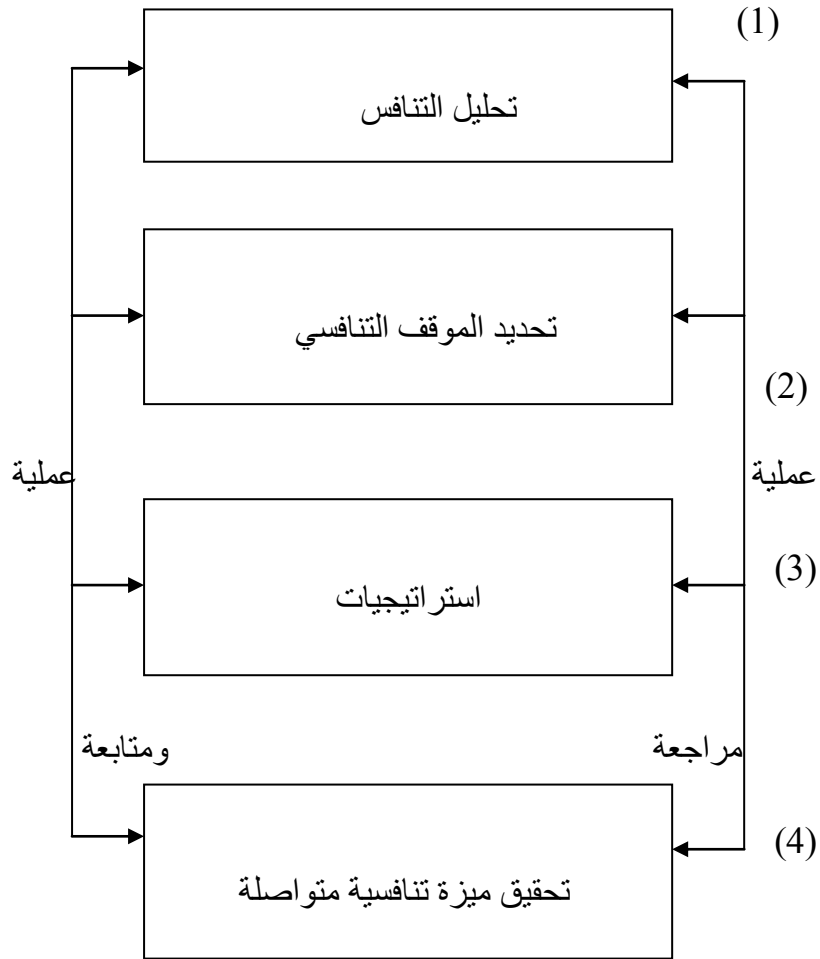 (1)
تحليل التنافس
تحديد الموقف التنافسي
(2)
عملية
عملية
(3)
استراتيجيات
مراجعة
ومتابعة
(4)
تحقيق ميزة تنافسية متواصلة